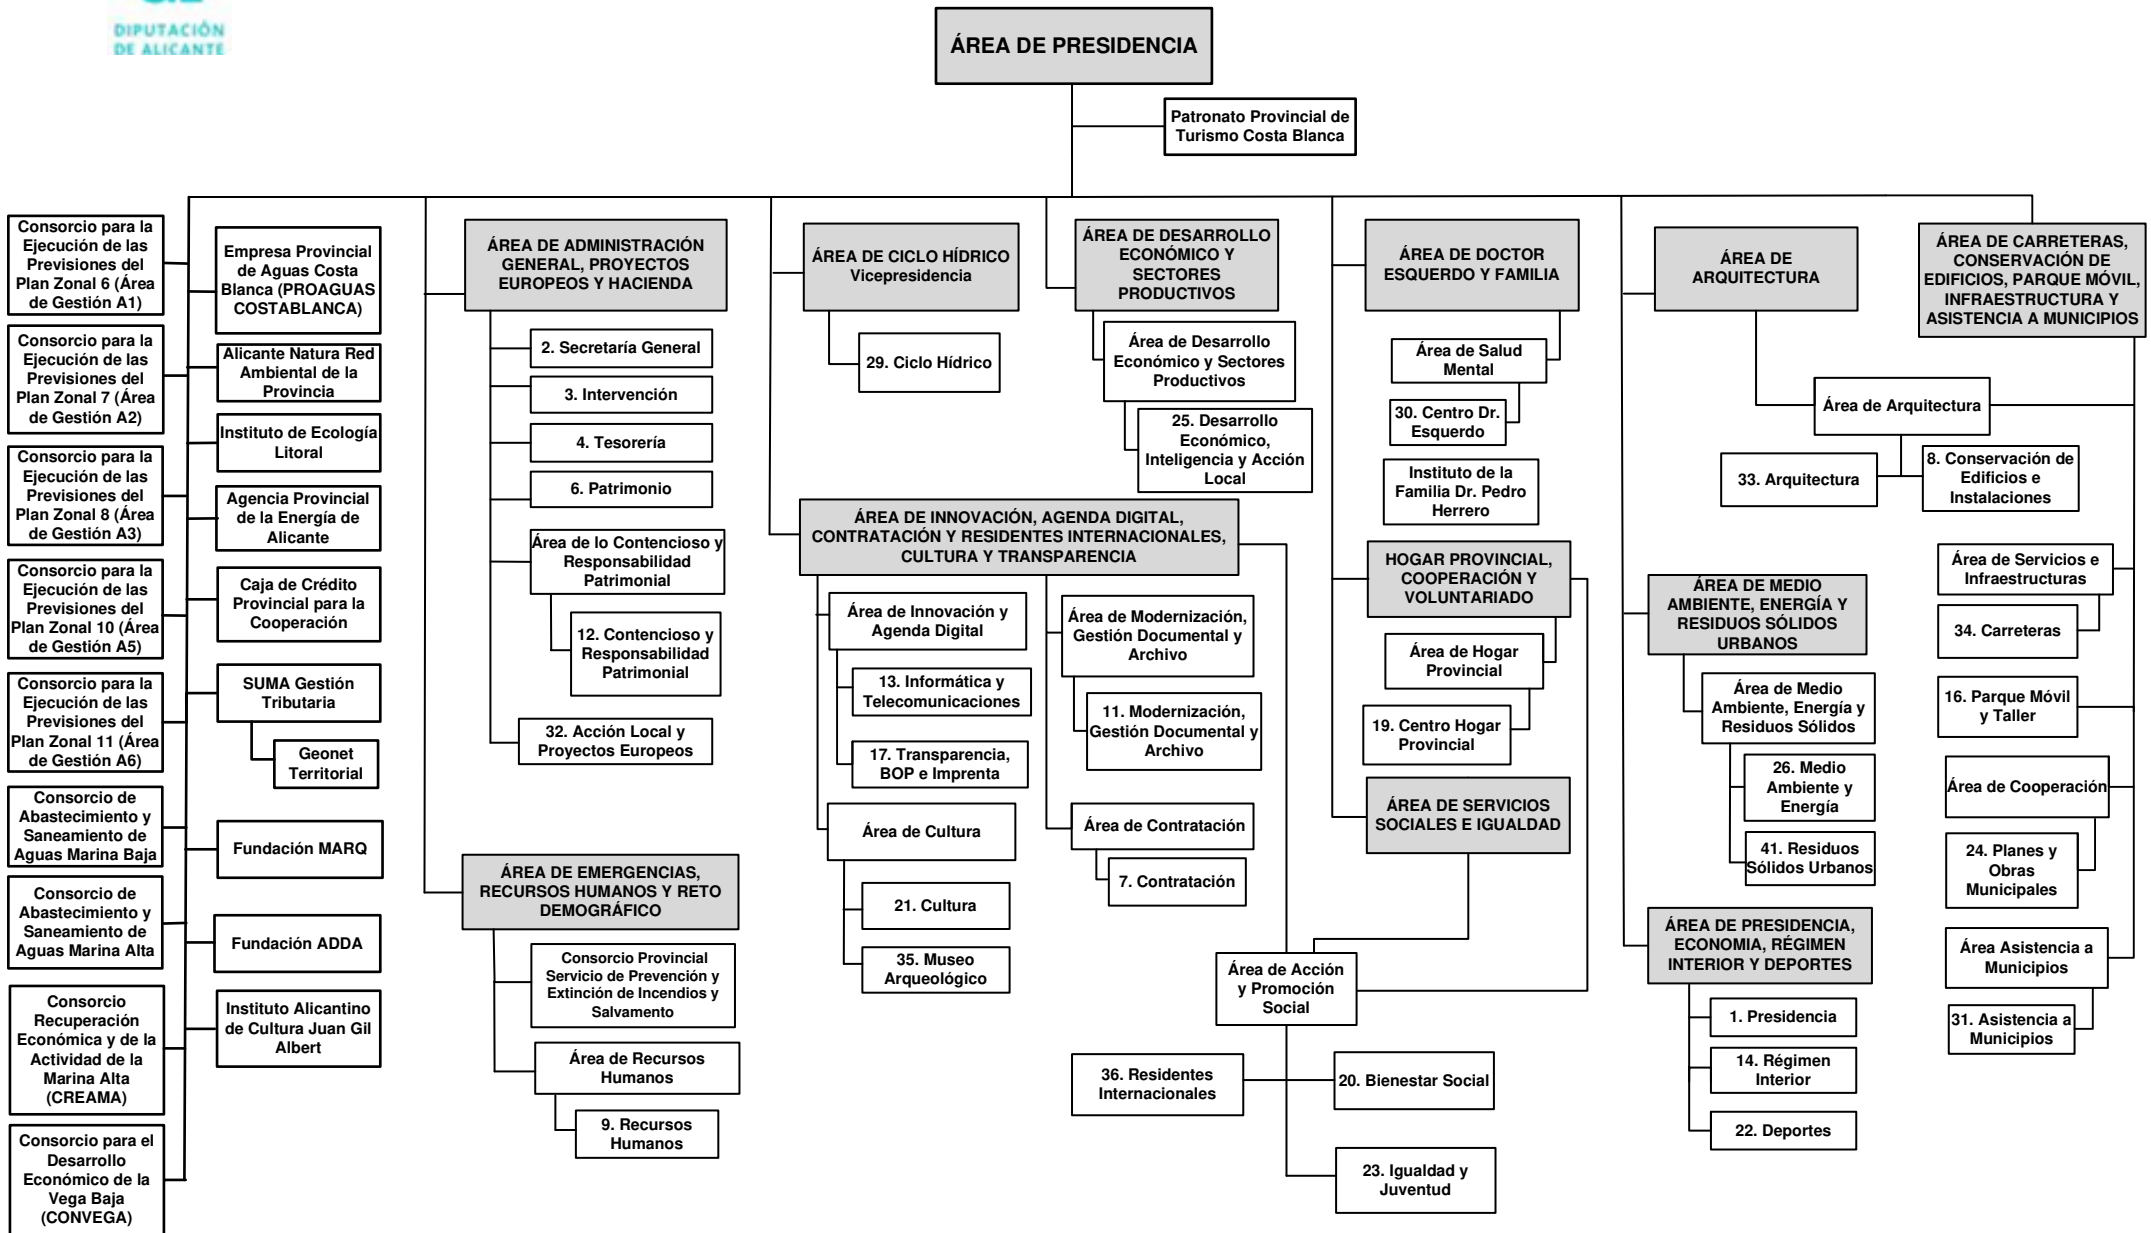 DIPUTACIÓN
DE ALICANTE
ÁREA DE PRESIDENCIA
Patronato Provincial de
Turismo Costa Blanca
Consorcio para la
Ejecución de las
Previsiones del
Plan Zonal 6 (Área
de Gestión A1)
Consorcio para la
Ejecución de las
Previsiones del
Plan Zonal 7 (Área
de Gestión A2)
Consorcio para la
Ejecución de las
Previsiones del
Plan Zonal 8 (Área
de Gestión A3)
Consorcio para la
Ejecución de las
Previsiones del
Plan Zonal 10 (Área
de Gestión A5)
Consorcio para la
Ejecución de las
Previsiones del
Plan Zonal 11 (Área
de Gestión A6)
Consorcio de
Abastecimiento y
Saneamiento de
Aguas Marina Baja
Consorcio de
Abastecimiento y
Saneamiento de
Aguas Marina Alta
Consorcio
Recuperación
Económica y de la
Actividad de la
Marina Alta
(CREAMA)
Consorcio para el
Desarrollo
Económico de la
Vega Baja
(CONVEGA)
Empresa Provincial
de Aguas Costa
Blanca (PROAGUAS
COSTABLANCA)
Alicante Natura Red
Ambiental de la
Provincia
Instituto de Ecología
Litoral
Agencia Provincial
de la Energía de
Alicante
Caja de Crédito
Provincial para la
Cooperación
SUMA Gestión
Tributaria
Geonet
Territorial
Fundación MARQ
Fundación ADDA
Instituto Alicantino
de Cultura Juan Gil
Albert
ÁREA DE ADMINISTRACIÓN
GENERAL, PROYECTOS
EUROPEOS Y HACIENDA
2. Secretaría General
3. Intervención
4. Tesorería
6. Patrimonio
Área de lo Contencioso y
Responsabilidad
Patrimonial
12. Contencioso y
Responsabilidad
Patrimonial
32. Acción Local y
Proyectos Europeos
ÁREA DE EMERGENCIAS,
RECURSOS HUMANOS Y RETO
DEMOGRÁFICO
Consorcio Provincial
Servicio de Prevención y
Extinción de Incendios y
Salvamento
Área de Recursos
Humanos
9. Recursos
Humanos
ÁREA DE CICLO HÍDRICO
Vicepresidencia
29. Ciclo Hídrico
ÁREA DE DESARROLLO
ECONÓMICO Y
SECTORES
PRODUCTIVOS
Área de Desarrollo
Económico y Sectores
Productivos
25. Desarrollo
Económico,
Inteligencia y Acción
Local
ÁREA DE INNOVACIÓN, AGENDA DIGITAL,
CONTRATACIÓN Y RESIDENTES INTERNACIONALES,
CULTURA Y TRANSPARENCIA
Área de Innovación y
Agenda Digital
13. Informática y
Telecomunicaciones
17. Transparencia,
BOP e Imprenta
Área de Cultura
21. Cultura
35. Museo
Arqueológico
Área de Modernización,
Gestión Documental y
Archivo
11. Modernización,
Gestión Documental y
Archivo
Área de Contratación
7. Contratación
ÁREA DE DOCTOR
ESQUERDO Y FAMILIA
Área de Salud
Mental
30. Centro Dr.
Esquerdo
Instituto de la
Familia Dr. Pedro
Herrero
HOGAR PROVINCIAL,
COOPERACIÓN Y
VOLUNTARIADO
Área de Hogar
Provincial
19. Centro Hogar
Provincial
ÁREA DE SERVICIOS
SOCIALES E IGUALDAD
Área de Acción
y Promoción
Social
36. Residentes
Internacionales
20. Bienestar Social
23. Igualdad y
Juventud
ÁREA DE
ARQUITECTURA
Área de Arquitectura
33. Arquitectura
8. Conservación de
Edificios e
Instalaciones
ÁREA DE MEDIO
AMBIENTE, ENERGÍA Y
RESIDUOS SÓLIDOS
URBANOS
Área de Medio
Ambiente, Energía y
Residuos Sólidos
26. Medio
Ambiente y
Energía
41. Residuos
Sólidos Urbanos
ÁREA DE PRESIDENCIA,
ECONOMIA, RÉGIMEN
INTERIOR Y DEPORTES
1. Presidencia
14. Régimen
Interior
22. Deportes
ÁREA DE CARRETERAS,
CONSERVACIÓN DE
EDIFICIOS, PARQUE MÓVIL,
INFRAESTRUCTURA Y
ASISTENCIA A MUNICIPIOS
Área de Servicios e
Infraestructuras
34. Carreteras
16. Parque Móvil
y Taller
Área de Cooperación
24. Planes y
Obras
Municipales
Área Asistencia a
Municipios
31. Asistencia a
Municipios